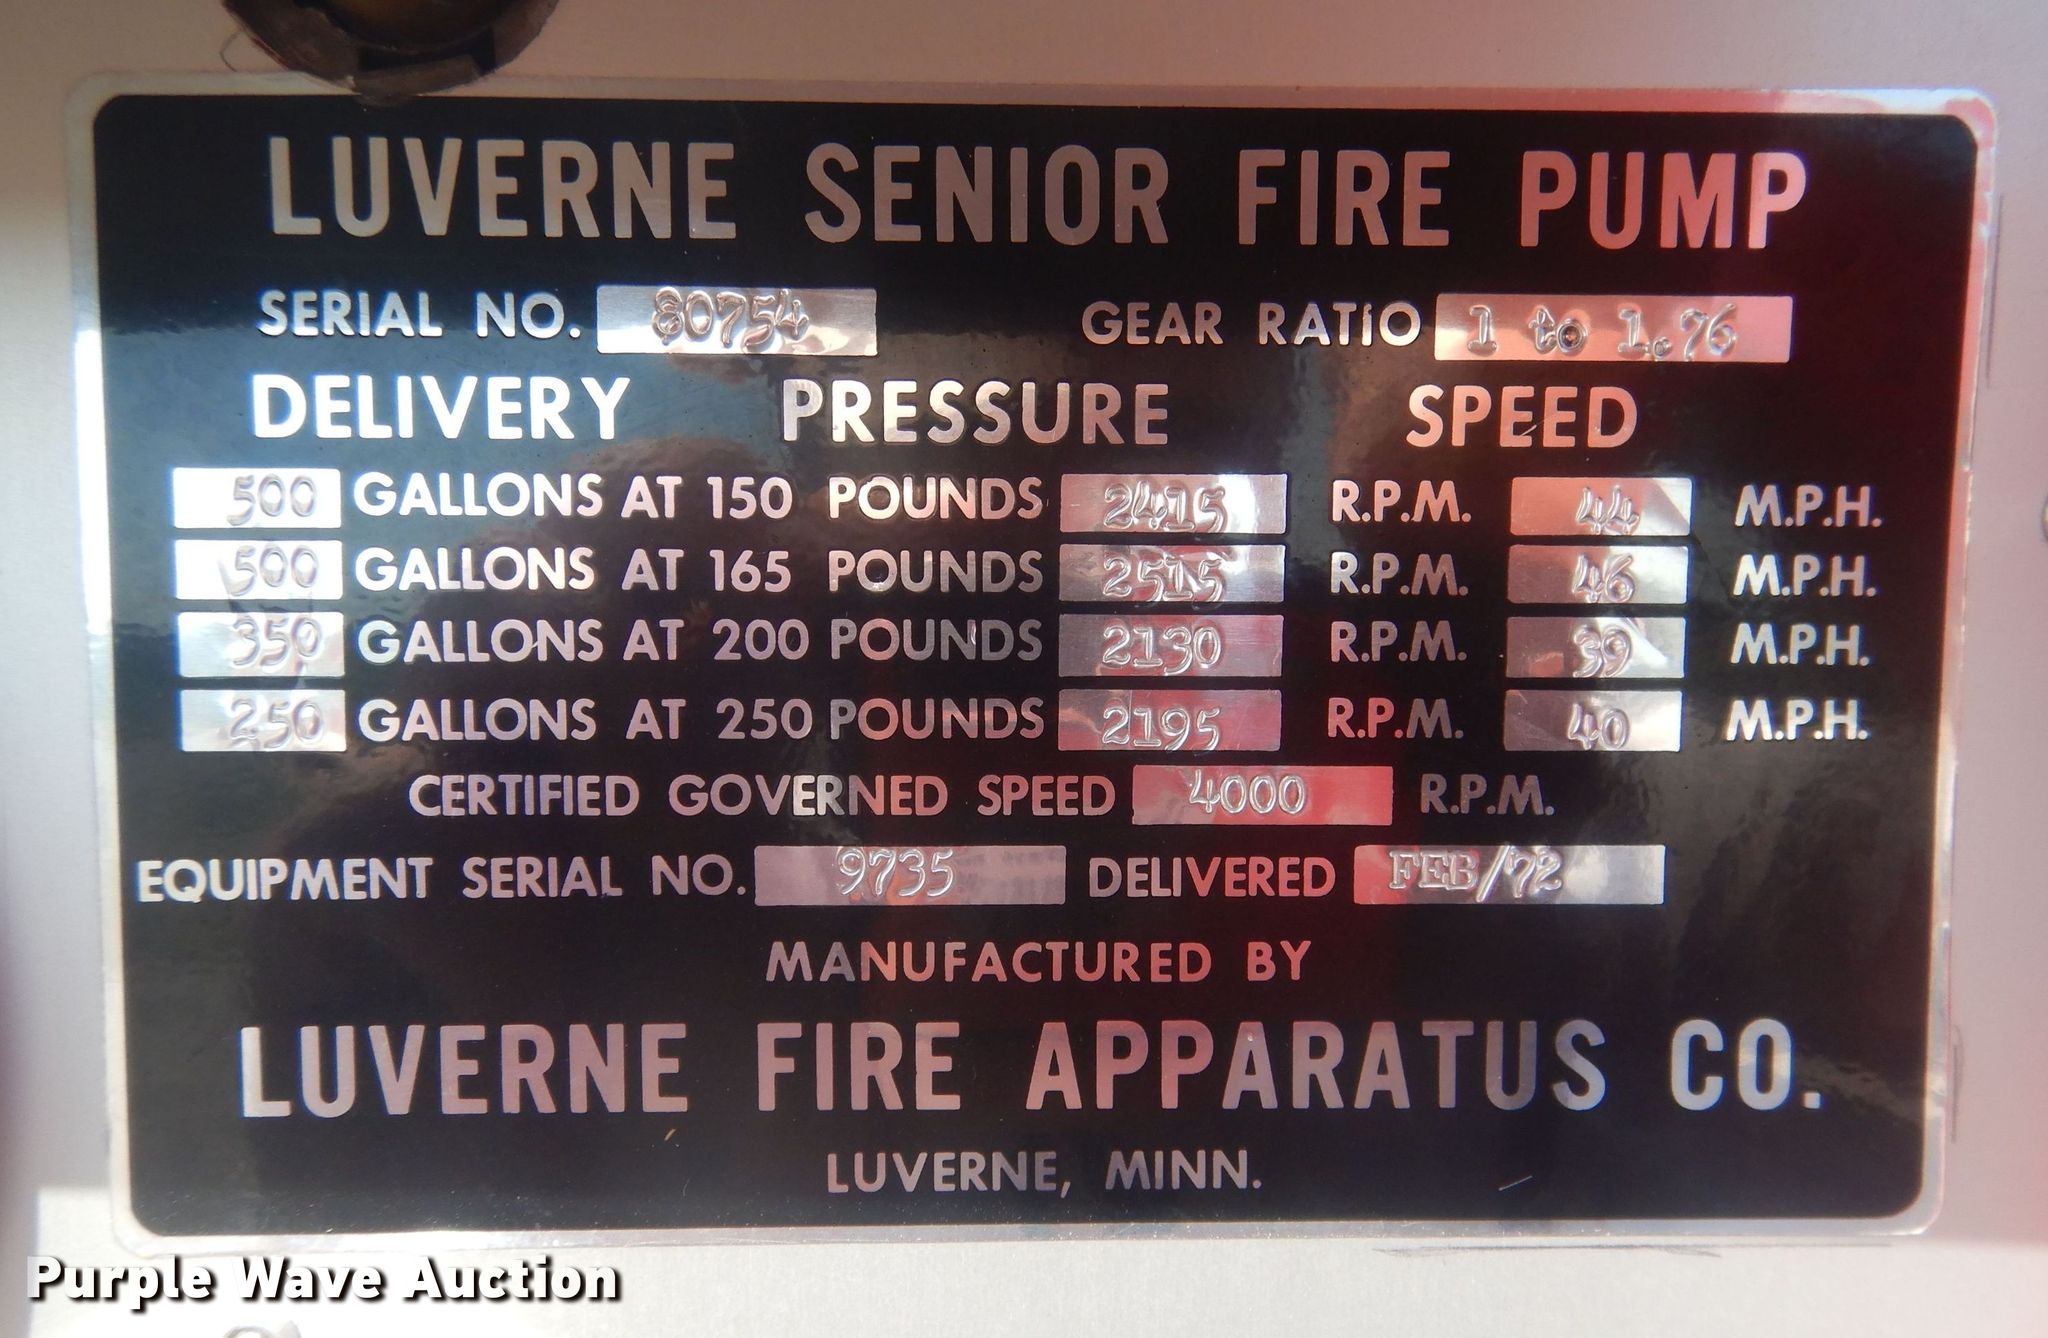 LUVERNE SENIOR FIRE PUMP
SERIAL NO. 80754 GEAR RATIO 1 to 1.76
DELIVERY PRESSURE SPEED
500 GALLONS AT 150 POUNDS 2415 R.P.M. 44 M.P.H.
500 GALLONS AT 165 POUNDS 2515 R.P.M. 46 M.P.H.
350 GALLONS AT 200 POUNDS 2130 R.P.M. 39 M.P.H.
250 GALLONS AT 250 POUNDS 2195 R.P.M. 40 M.P.H.
CERTIFIED GOVERNED SPEED 4000 R.P.M.
EQUIPMENT SERIAL NO. 9735 DELIVERED FEB/72
MANUFACTURED BY
LUVERNE FIRE APPARATUS CO.
LUVERNE, MINN.
Purple Wave Auction